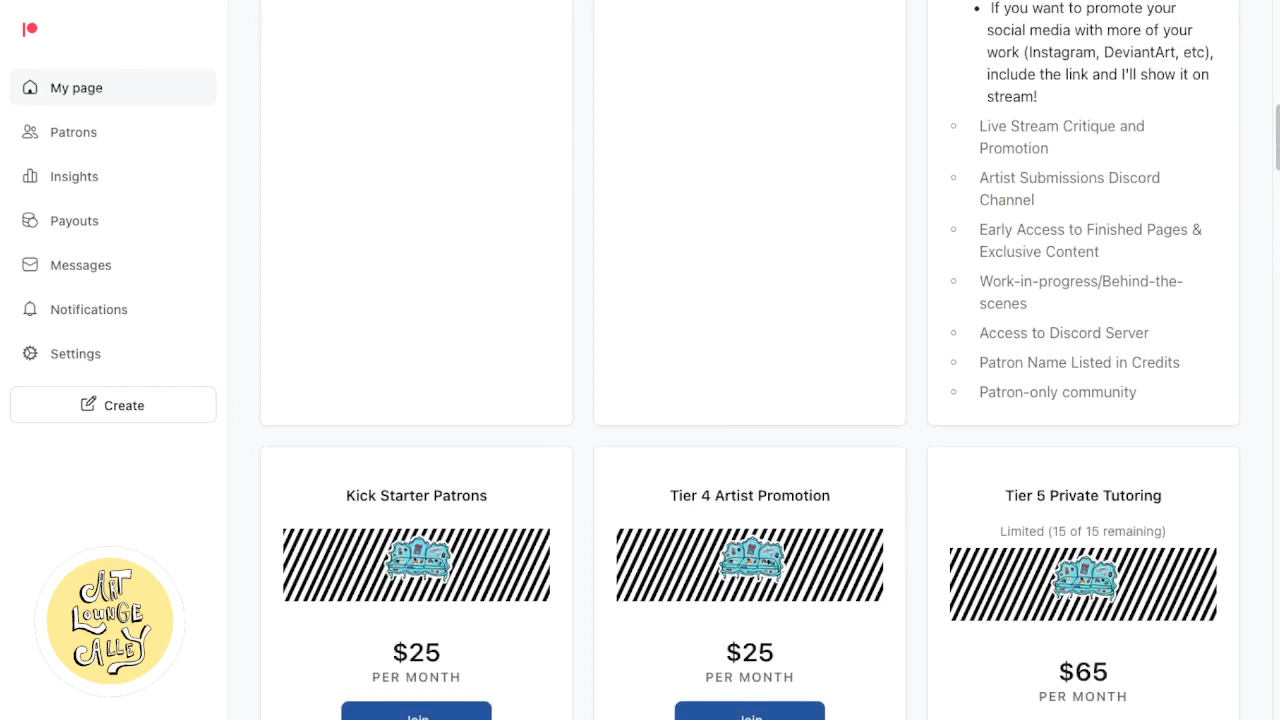 My page
Patrons
Insights
Payouts
Messages
Notifications
Settings
Create
ART
LOUNGE
ALLEY
If you want to promote your
social media with more of your
work (Instagram, DeviantArt, etc),
include the link and I'll show it on
stream!
Live Stream Critique and
Promotion
Artist Submissions Discord
Channel
Early Access to Finished Pages &
Exclusive Content
Work-in-progress/Behind-the-
scenes
Access to Discord Server
Patron Name Listed in Credits
Patron-only community
Kick Starter Patrons
$25
PER MONTH
Join
Tier 4 Artist Promotion
$25
PER MONTH
Join
Tier 5 Private Tutoring
Limited (15 of 15 remaining)
$65
PER MONTH